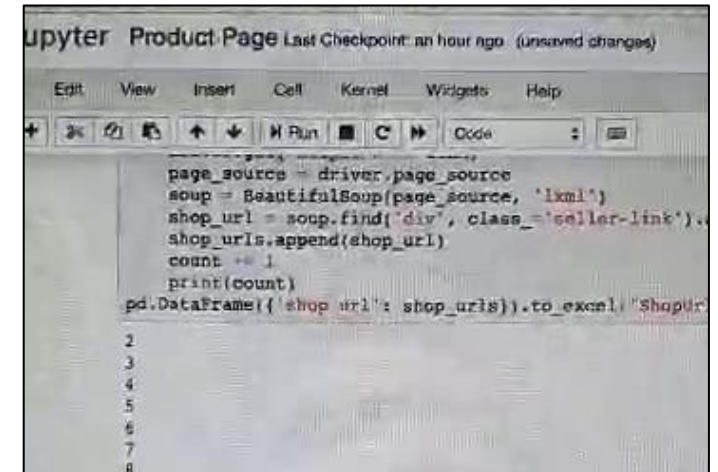 upyter Product Page Last Checkpoint: an hour ago (unsaved changes)
Edit View Insert Cell Kernel Widgets Help
Run C Code
page_source = driver.page_source
soup = BeautifulSoup(page_source, 'lxml')
shop_url = soup.find('div', class_='seller-link').
shop_urls.append(shop_url)
count += 1
print(count)
pd.DataFrame({'shop url': shop_urls}).to_excel('ShopUr
2
3
4
5
6
7
8